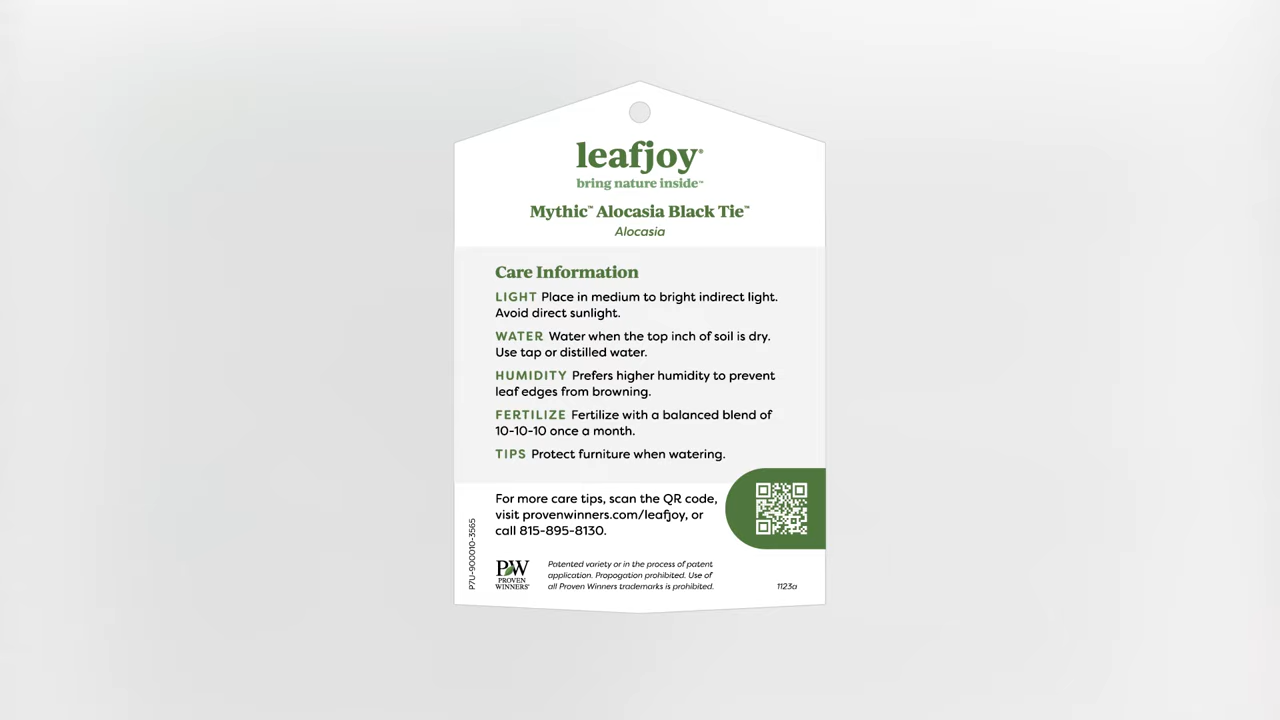 leafjoy®
bring nature inside™
Mythic™ Alocasia Black Tie™
Alocasia
Care Information
LIGHT Place in medium to bright indirect light.
Avoid direct sunlight.
WATER Water when the top inch of soil is dry.
Use tap or distilled water.
HUMIDITY Prefers higher humidity to prevent
leaf edges from browning.
FERTILIZE Fertilize with a balanced blend of
10-10-10 once a month.
TIPS Protect furniture when watering.
For more care tips, scan the QR code,
visit provenwinners.com/leafjoy, or
call 815-895-8130.
P7U-900010-3565
PW
PROVEN
WINNERS®
Patented variety or in the process of patent
application. Propogation prohibited. Use of
all Proven Winners trademarks is prohibited.
1123a